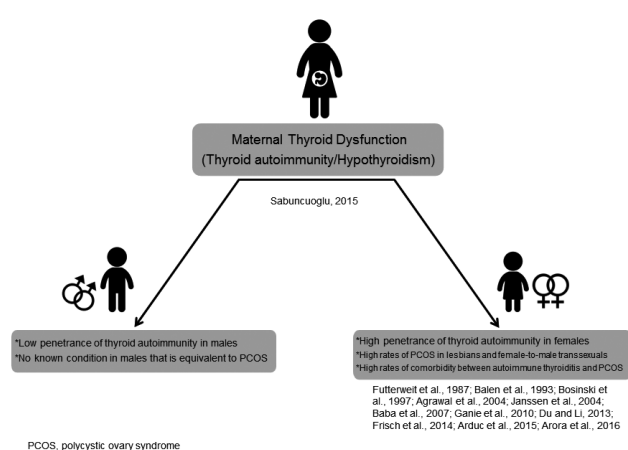 Maternal Thyroid Dysfunction
(Thyroid autoimmunity/Hypothyroidism)
Sabuncuoglu, 2015
*Low penetrance of thyroid autoimmunity in males
*No known condition in males that is equivalent to PCOS
*High penetrance of thyroid autoimmunity in females
*High rates of PCOS in lesbians and female-to-male transsexuals
*High rates of comorbidity between autoimmune thyroiditis and PCOS
Futterweit et al., 1987; Balen et al., 1993; Bosinski et
al., 1997; Agrawal et al., 2004; Janssen et al., 2004;
Baba et al., 2007; Ganie et al., 2010; Du and Li, 2013;
Frisch et al., 2014; Arduc et al., 2015; Arora et al., 2016
PCOS, polycystic ovary syndrome